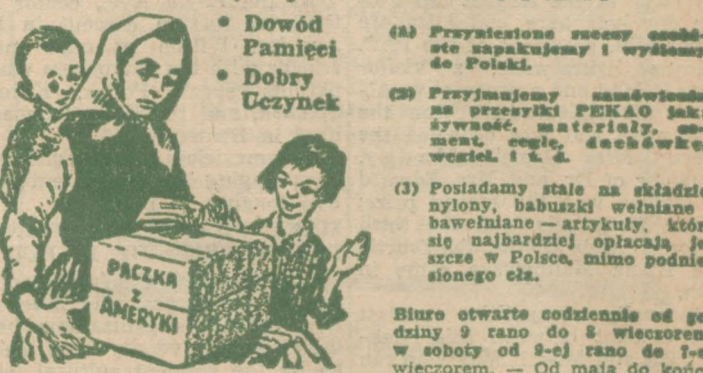 • Dowód
Pamięci
• Dobry
Uczynek
PACZKA
z
AMERYKI
(1) Przyniesione rzeczy osobi-
ste zapakujemy i wyślemy
do Polski.
(2) Przyjmujemy zamówienia
na przesyłki PEKAO jak:
żywność, materiały, ce-
ment, cegłę, dachówkę,
węgiel, i t. d.
(3) Posiadamy stale na składzie
nylony, babuszki wełniane
bawełniane — artykuły, któr
się najbardziej opłacają je
szcze w Polsce, mimo podnie
sionego cła.
Biuro otwarte codziennie od go
dziny 9 rano do 8 wieczorem
w soboty od 9-ej rano do 7-e
wieczorem. — Od maja do końc